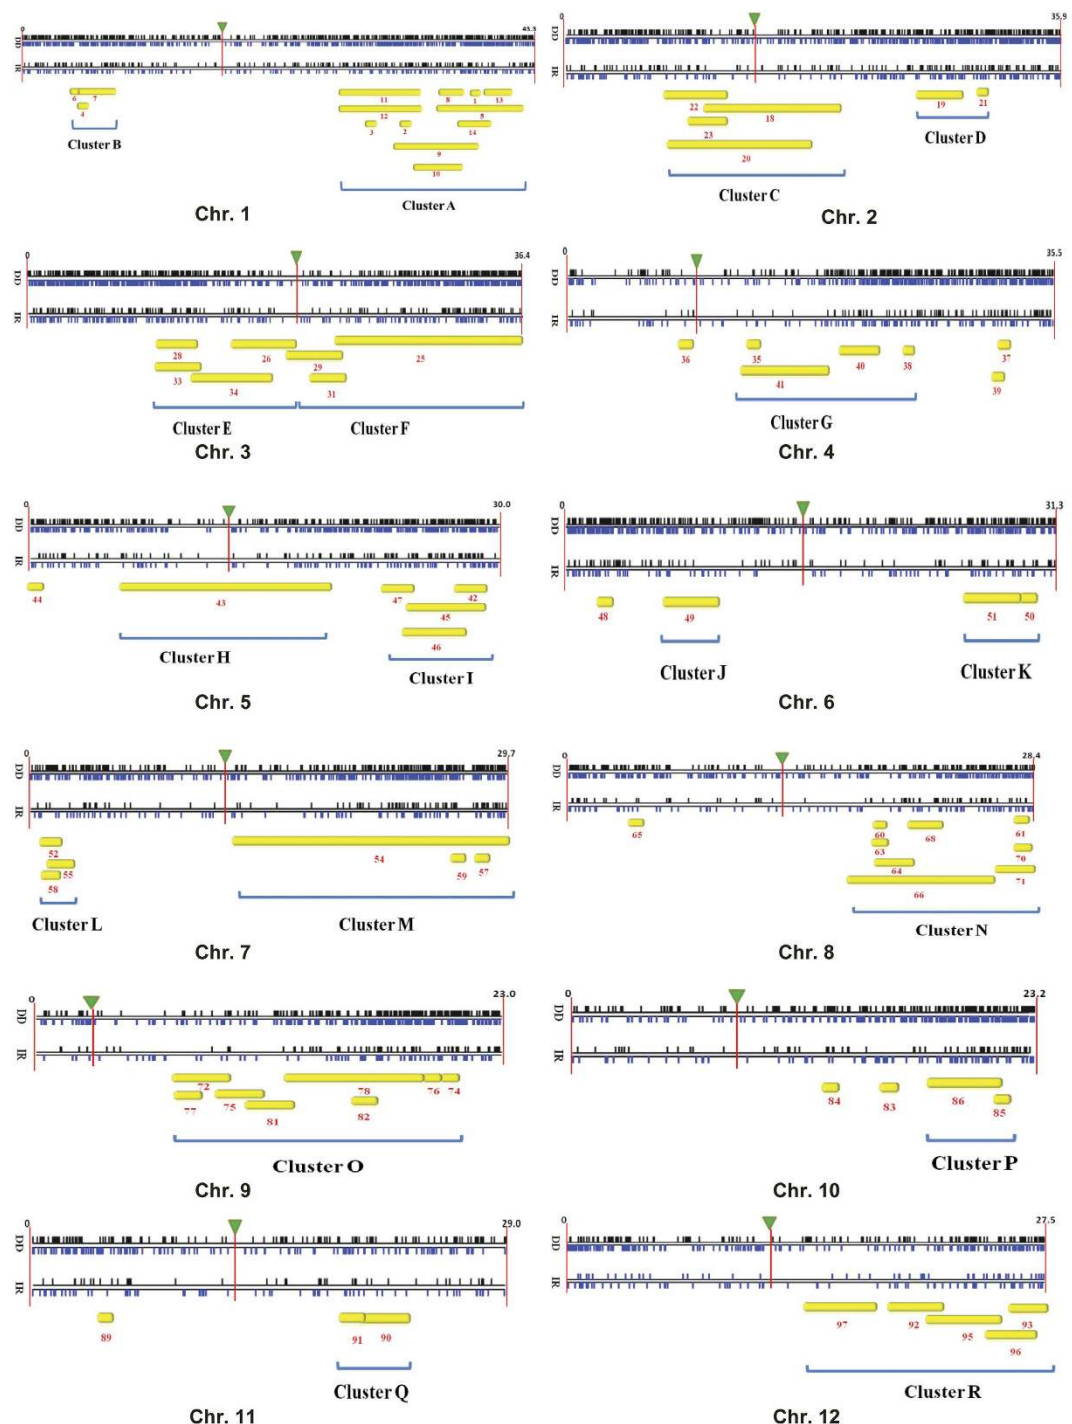 0 43.3
DD
IR
6 7
4
11 8 1 13
12 5
3 2 14
9
10
Cluster B
Cluster A
Chr. 1
0 35.9
DD
IR
22 18
23
20
19 21
Cluster C
Cluster D
Chr. 2
0 36.4
DD
IR
28 26 29 25
33 34 31
Cluster E
Cluster F
Chr. 3
0 35.5
DD
IR
36 35 40 38 37
41 39
Cluster G
Chr. 4
0 30.0
DD
IR
44 43 47 42
45
46
Cluster H
Cluster I
Chr. 5
0 31.3
DD
IR
48 49 51 50
Cluster J
Cluster K
Chr. 6
0 29.7
DD
IR
52 54 59 57
55
58
Cluster L
Cluster M
Chr. 7
0 28.4
DD
IR
65 60 68 61
63 70
64 71
66
Cluster N
Chr. 8
0 23.0
DD
IR
72 78 76 74
77 75 81 82
Cluster O
Chr. 9
0 23.2
DD
IR
84 83 86 85
Cluster P
Chr. 10
0 29.0
DD
IR
89 91 90
Cluster Q
Chr. 11
0 27.5
DD
IR
97 92 95 93
96
Cluster R
Chr. 12